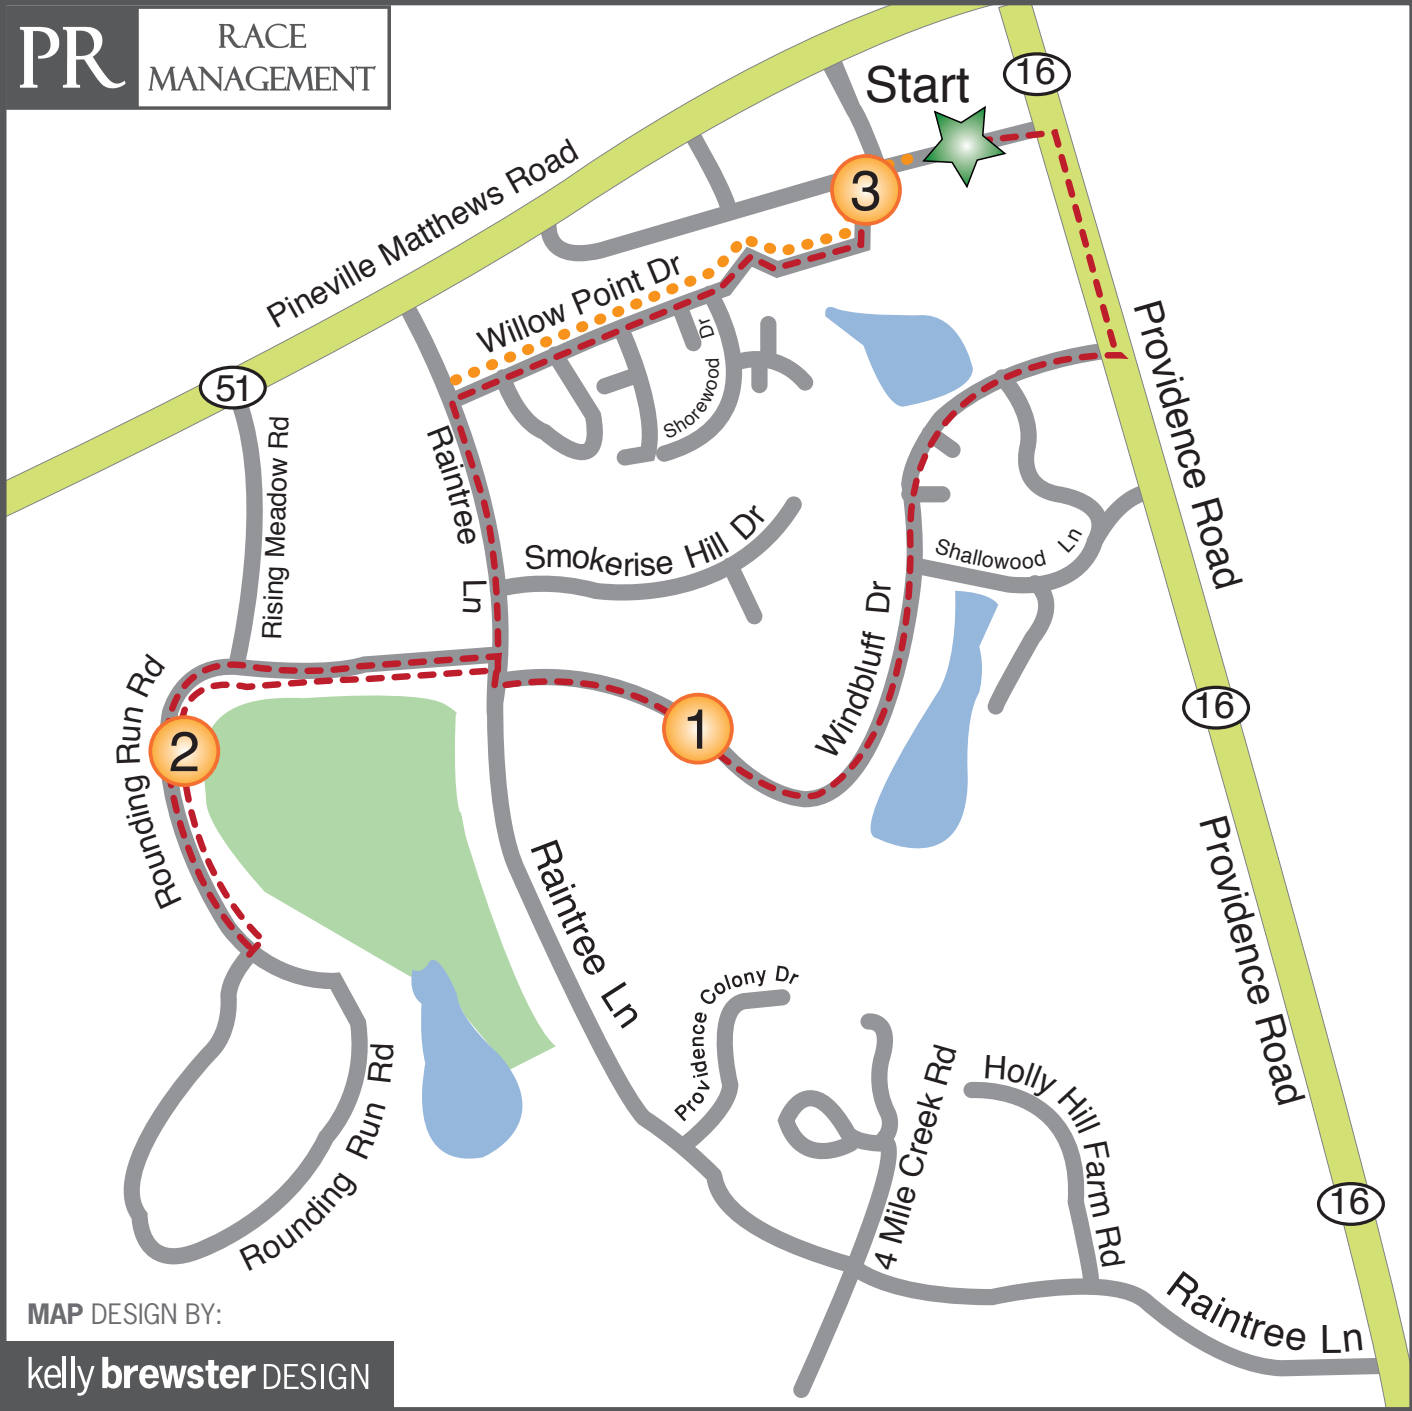 PR
RACE
MANAGEMENT
Start
16
Pineville Matthews Road
3
Willow Point Dr
51
Shorewood Dr
Providence Road
Rising Meadow Rd
Raintree Ln
Smokerise Hill Dr
Shallowood Ln
Windbluff Dr
Rounding Run Rd
2
1
16
Providence Road
Raintree Ln
Providence Colony Dr
4 Mile Creek Rd
Holly Hill Farm Rd
Rounding Run Rd
16
Raintree Ln
MAP DESIGN BY:
kelly brewster DESIGN